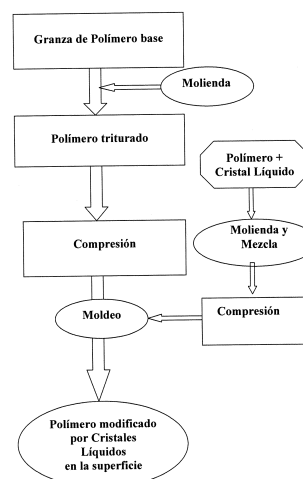 Granza de Polímero base
Molienda
Polímero triturado
Polímero +
Cristal Líquido
Molienda y
Mezcla
Compresión
Compresión
Moldeo
Polímero modificado
por Cristales
Líquidos
en la superficie